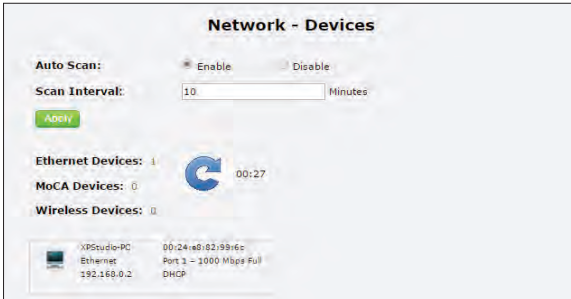 Network - Devices
Auto Scan: Enable Disable
Scan Interval: 10 Minutes
Apply
Ethernet Devices: 1
00:27
MoCA Devices: 0
Wireless Devices: 0
XPStudio-PC 00:24:e8:82:99:6c
Ethernet Port 1 – 1000 Mbps Full
192.168.0.2 DHCP